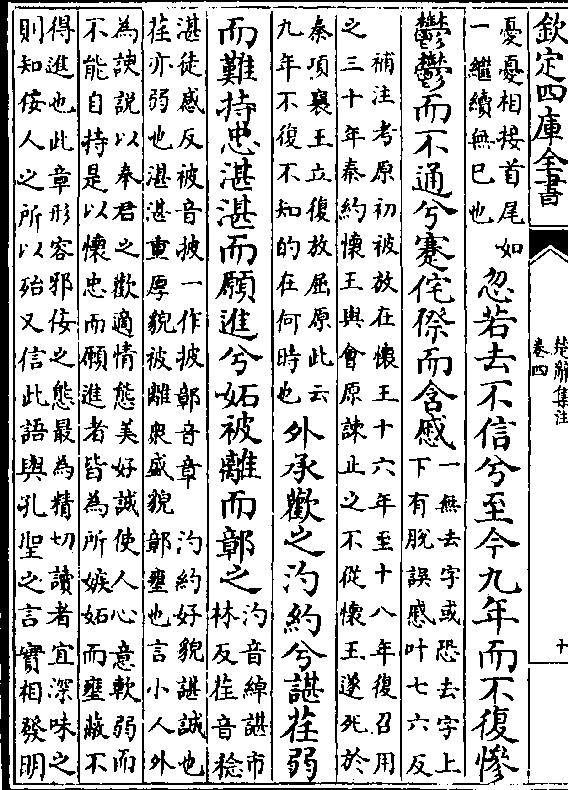 欽定四庫全書
楚辭集注
卷四
十
憂憂相接首尾如
一繼續無已也
忽若去不信兮至今九年而不復慘
鬱鬱而不通兮蹇侘傺而含慼
一無去字或恐去字上
下有脫誤慼叶七六反
補注考原初被放在懷王十六年至十八年復召用
之三十年秦約懷王與會原諫止之不從懷王遂死於
秦項襄王立復放屈原此云
九年不復不知的在何時也
外承歡之汋約兮諶荏弱
而難持忠湛湛而願進兮妬被離而鄣之
汋音綽諶市
林反荏音稔
湛徒感反被音披一作披鄣音章 汋約好貌諶誠也
荏亦弱也湛湛重厚貌被離衆盛貌鄣壅也言小人外
為諛說以奉君之歡適情態美好誠使人心意軟弱而
不能自持是以懷忠而願進者皆為所嫉妬而壅蔽不
得進也此章形容邪佞之態最為精切讀者宜深味之
則知佞人之所以殆又信此語與孔聖之言實相發明